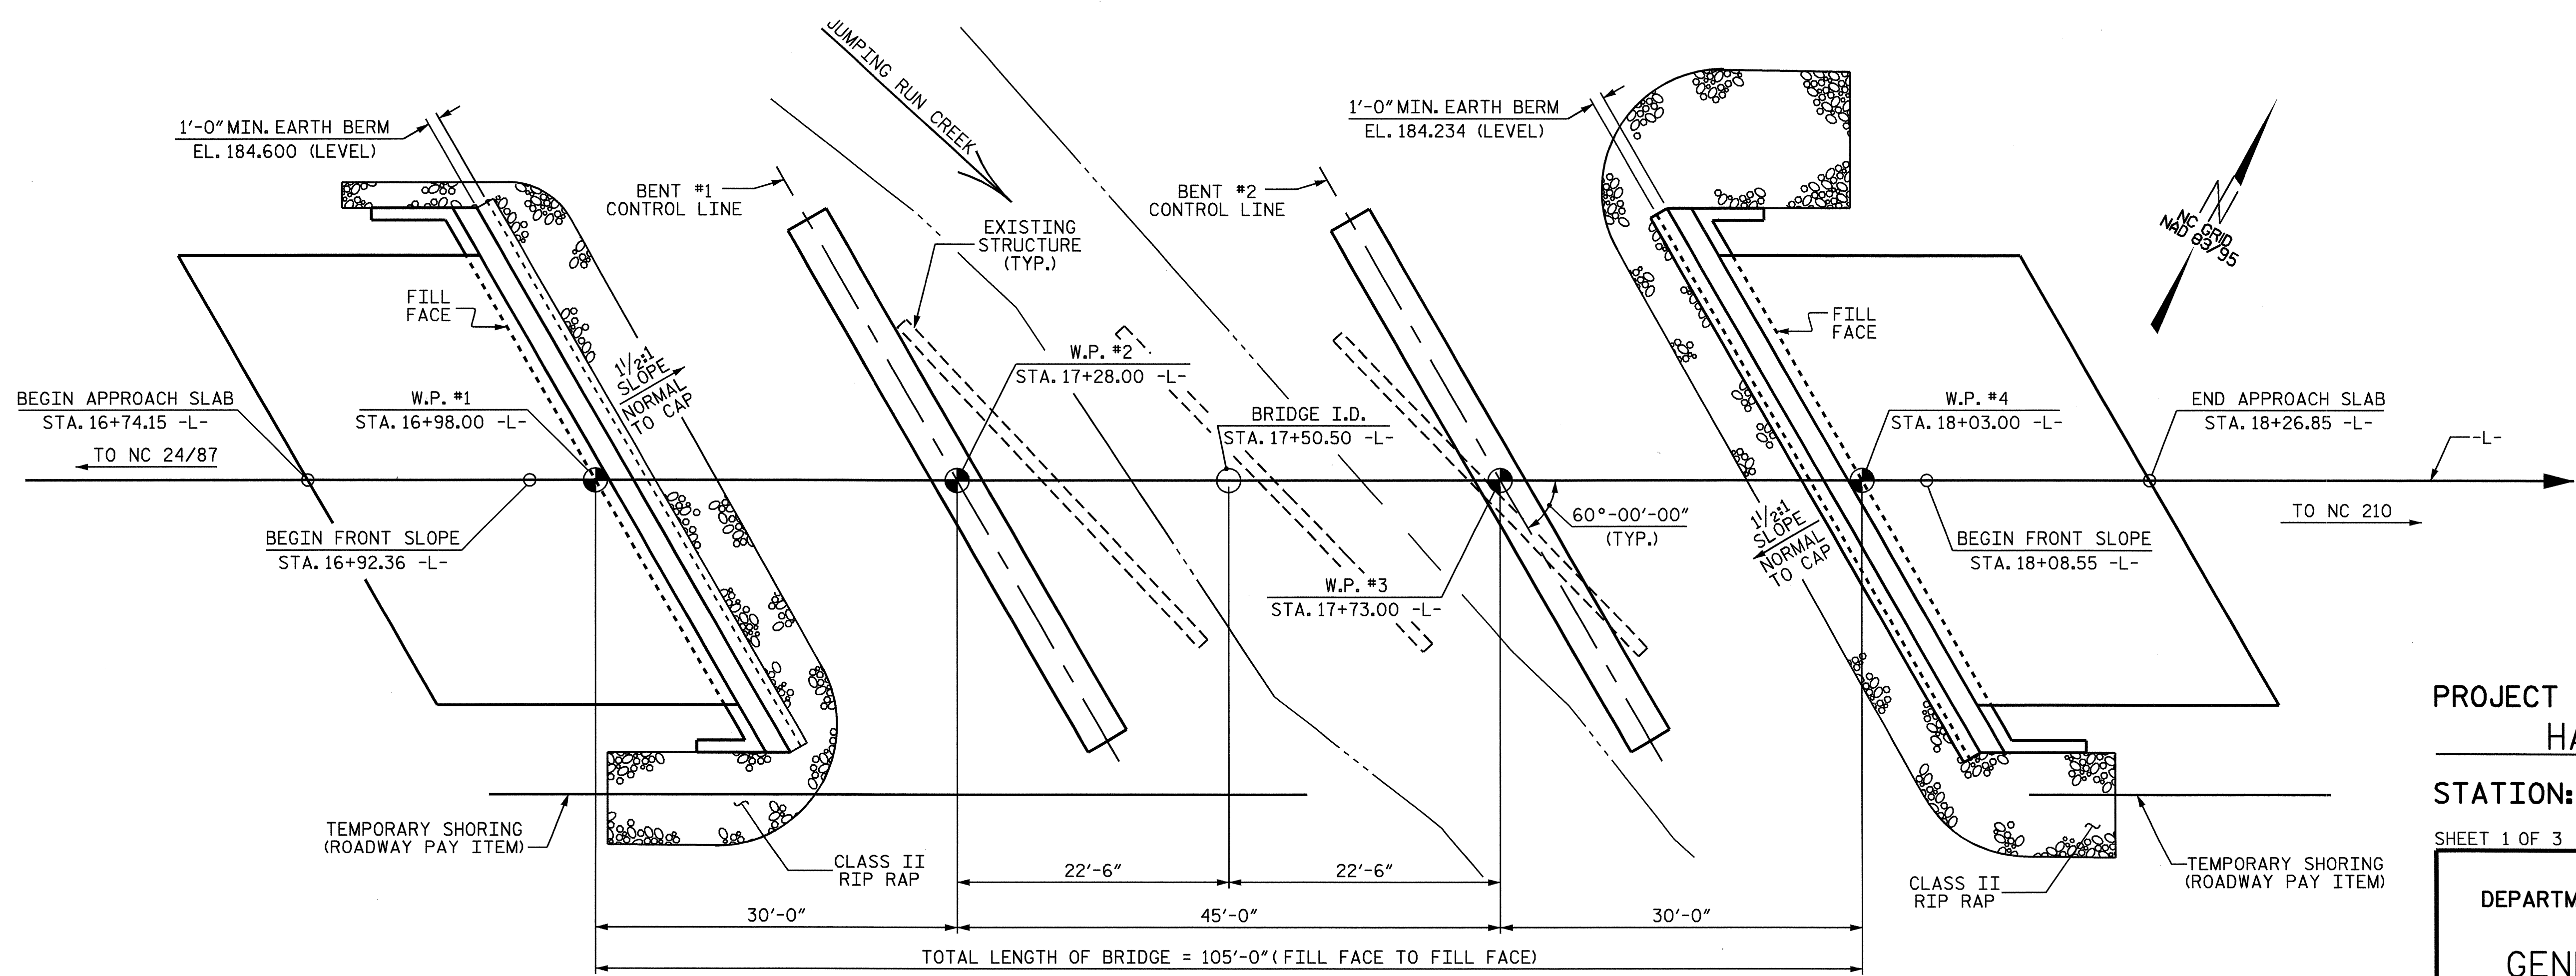 JUMPING RUN CREEK
1'-0" MIN. EARTH BERM
EL. 184.600 (LEVEL)
1'-0" MIN. EARTH BERM
EL. 184.234 (LEVEL)
BENT #1
CONTROL LINE
BENT #2
CONTROL LINE
EXISTING
STRUCTURE
(TYP.)
NC GRID
NAD 83/95
FILL
FACE
FILL
FACE
1½:1
SLOPE
NORMAL
TO CAP
W.P. #2
STA. 17+28.00 -L-
BEGIN APPROACH SLAB
STA. 16+74.15 -L-
W.P. #1
STA. 16+98.00 -L-
BRIDGE I.D.
STA. 17+50.50 -L-
W.P. #4
STA. 18+03.00 -L-
END APPROACH SLAB
STA. 18+26.85 -L-
-L-
TO NC 24/87
TO NC 210
BEGIN FRONT SLOPE
STA. 16+92.36 -L-
60°-00'-00"
(TYP.)
1½:1
SLOPE
NORMAL
TO CAP
BEGIN FRONT SLOPE
STA. 18+08.55 -L-
W.P. #3
STA. 17+73.00 -L-
PROJECT
HA
STATION:
SHEET 1 OF 3
TEMPORARY SHORING
(ROADWAY PAY ITEM)
CLASS II
RIP RAP
22'-6"
22'-6"
CLASS II
RIP RAP
TEMPORARY SHORING
(ROADWAY PAY ITEM)
DEPARTM
30'-0"
45'-0"
30'-0"
TOTAL LENGTH OF BRIDGE = 105'-0" (FILL FACE TO FILL FACE)
GEN